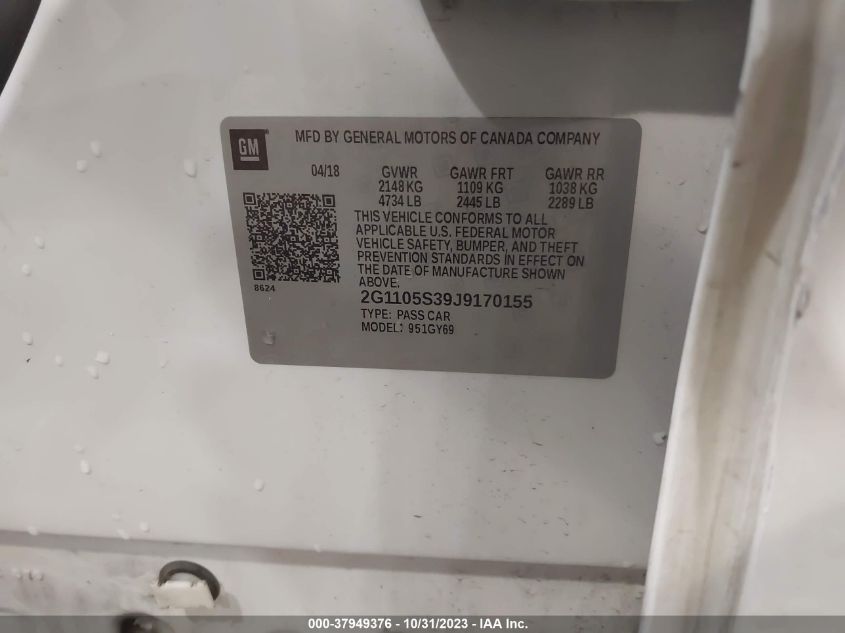 GM
MFD BY GENERAL MOTORS OF CANADA COMPANY
04/18 GVWR GAWR FRT GAWR RR
2148 KG 1109 KG 1038 KG
4734 LB 2445 LB 2289 LB
THIS VEHICLE CONFORMS TO ALL
APPLICABLE U.S. FEDERAL MOTOR
VEHICLE SAFETY, BUMPER, AND THEFT
PREVENTION STANDARDS IN EFFECT ON
THE DATE OF MANUFACTURE SHOWN
ABOVE.
8624
2G1105S39J9170155
TYPE: PASS CAR
MODEL: 951GY69
000-37949376 - 10/31/2023 - IAA Inc.